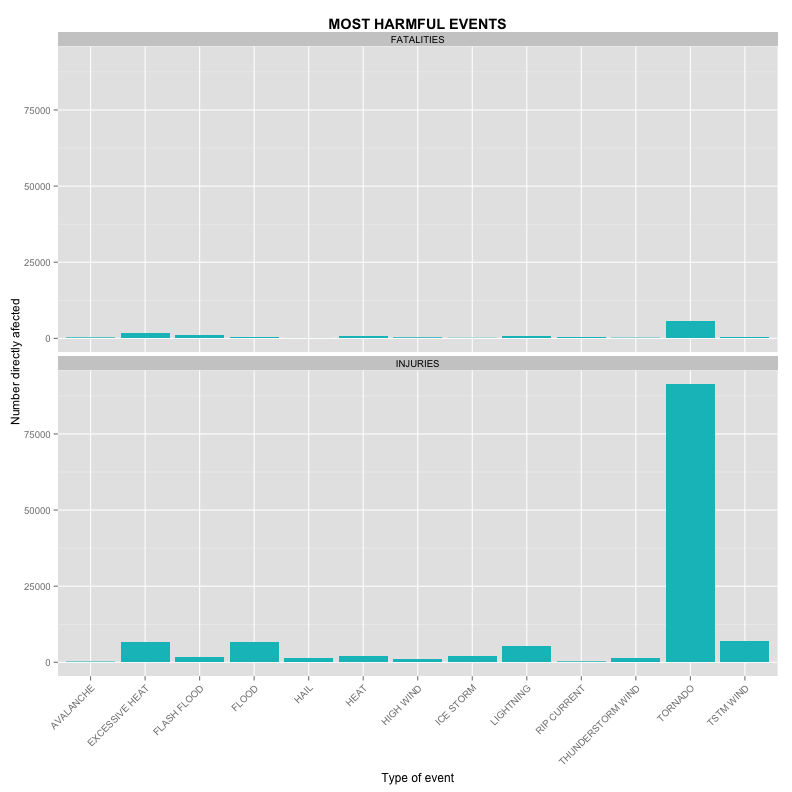 MOST HARMFUL EVENTS
FATALITIES
75000
50000
25000
0
INJURIES
75000
50000
25000
0
Number directly affected
AVALANCHE
EXCESSIVE HEAT
FLASH FLOOD
FLOOD
HAIL
HEAT
HIGH WIND
ICE STORM
LIGHTNING
RIP CURRENT
THUNDERSTORM WIND
TORNADO
TSTM WIND
Type of event